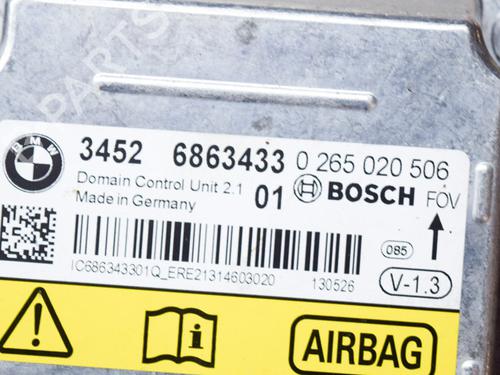 BMW
3452 6863433 0 265 020 506
Domain Control Unit 2.1 01 BOSCH FOV
Made in Germany
085
IC686343301Q_ERE21314603020 130526
V-1.3
AIRBAG